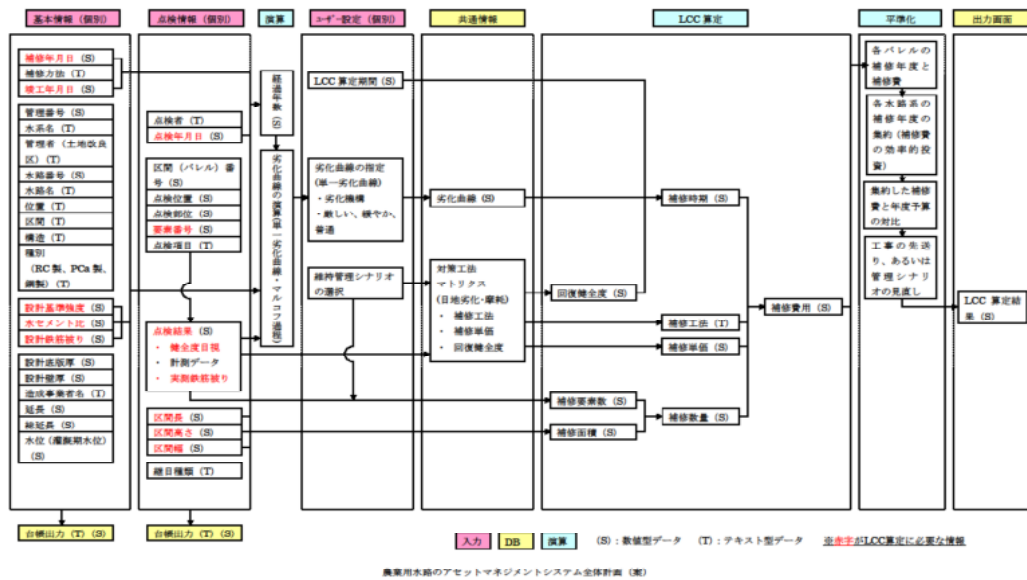 基本情報（個別）
点検情報（個別）
演算
ユーザー設定（個別）
共通情報
LCC 算定
平準化
出力画面
補修年月日（S）
補修方法（T）
竣工年月日（S）
管理番号（S）
水系名（T）
管理者（土地改良
区）（T）
水路番号（S）
水路名（T）
位置（T）
区間（T）
構造（T）
種別
（RC 製、PCa 製、
鋼製）（T）
設計基準強度（S）
水セメント比（S）
設計鉄筋被り（S）
設計底版厚（S）
設計壁厚（S）
造成事業者名（T）
延長（S）
総延長（S）
水位（灌漑期水位）
（S）
台帳出力（T）（S）
点検者（T）
点検年月日（S）
区間（バレル）番
号（S）
点検位置（S）
点検部位（S）
要素番号（S）
点検項目（T）
点検結果（S）
・ 健全度目視
・ 計測データ
・ 実測鉄筋被り
区間長（S）
区間高さ（S）
区間幅（S）
継目種類（T）
台帳出力（T）（S）
経過年数（S）
劣化曲線の演算（単一劣化曲線・マルコフ過程）
LCC 算定期間（S）
劣化曲線の指定
（単一劣化曲線）
・劣化機構
・厳しい、緩やか、
普通
維持管理シナリオ
の選択
劣化曲線（S）
対策工法
マトリクス
（目地劣化・摩耗）
・ 補修工法
・ 補修単価
・ 回復健全度
補修時期（S）
回復健全度（S）
補修工法（T）
補修単価（S）
補修費用（S）
補修要素数（S）
補修面積（S）
補修数量（S）
各バレルの
補修年度と
補修費
各水路系の
補修年度の
集約（補修費
の効率的投
資）
集約した補修
費と年度予算
の対比
工事の先送
り、あるいは
管理シナリ
オの見直し
LCC 算定結
果（S）
入力
DB
演算
（S）：数値型データ （T）：テキスト型データ ※赤字がLCC算定に必要な情報
農業用水路のアセットマネジメントシステム全体計画（案）